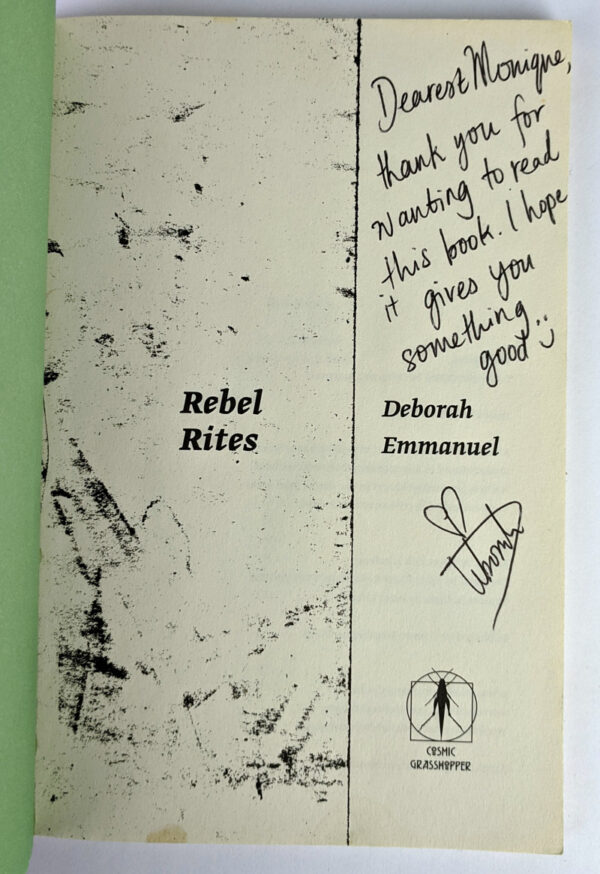 Dearest Monique,
thank you for
wanting to read
this book. I hope
it gives you
something
good
Rebel
Rites
Deborah
Emmanuel
Deborah
COSMIC
GRASSHOPPER